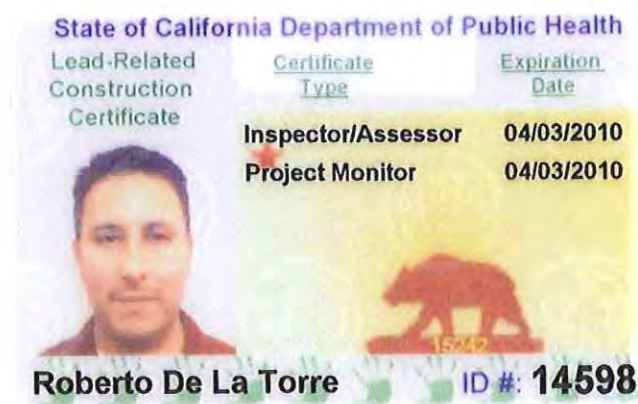 State of California Department of Public Health
Lead-Related
Construction
Certificate
Certificate
Type
Expiration
Date
Inspector/Assessor 04/03/2010
Project Monitor 04/03/2010
15242
Roberto De La Torre ID #: 14598